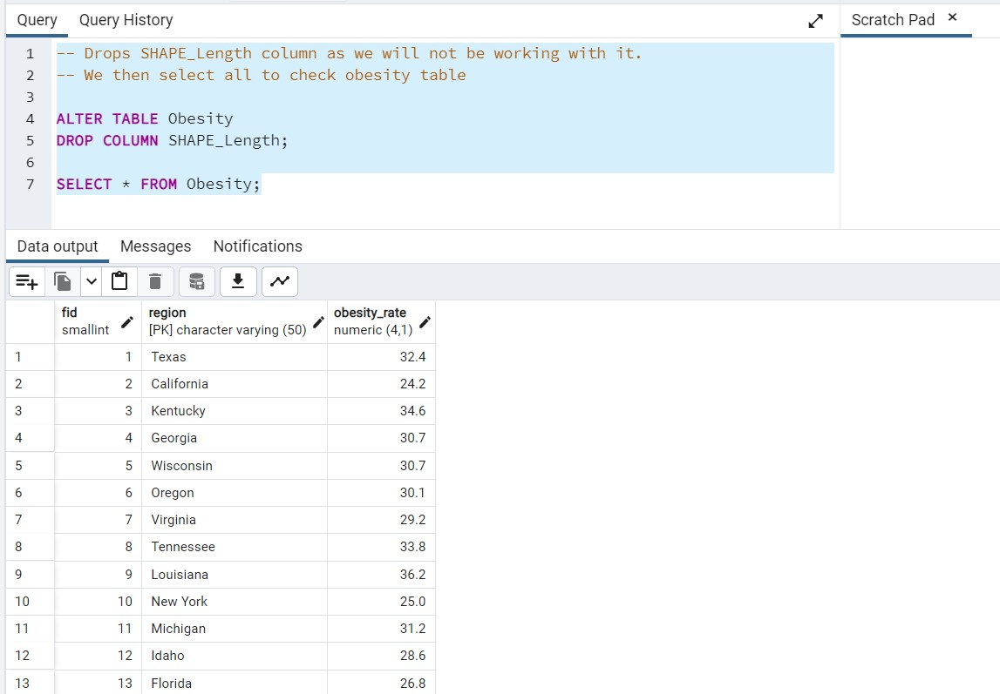 Query Query History Scratch Pad ×
1 -- Drops SHAPE_Length column as we will not be working with it.
2 -- We then select all to check obesity table
3
4 ALTER TABLE Obesity
5 DROP COLUMN SHAPE_Length;
6
7 SELECT * FROM Obesity;
Data output Messages Notifications
fid region obesity_rate
smallint [PK] character varying (50) numeric (4,1)
1 1 Texas 32.4
2 2 California 24.2
3 3 Kentucky 34.6
4 4 Georgia 30.7
5 5 Wisconsin 30.7
6 6 Oregon 30.1
7 7 Virginia 29.2
8 8 Tennessee 33.8
9 9 Louisiana 36.2
10 10 New York 25.0
11 11 Michigan 31.2
12 12 Idaho 28.6
13 13 Florida 26.8